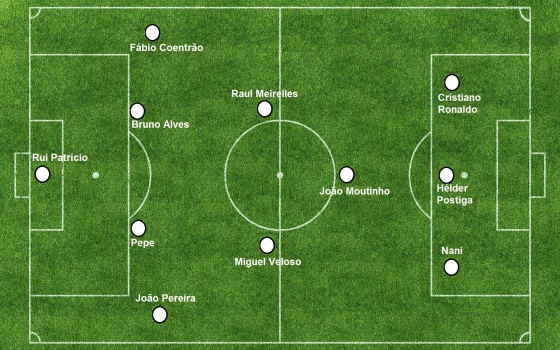 Fábio Coentrão
Cristiano
Ronaldo
Raul Meirelles
Bruno Alves
Rui Patrício
João Moutinho
Hélder
Postiga
Pepe
Miguel Veloso
Nani
João Pereira